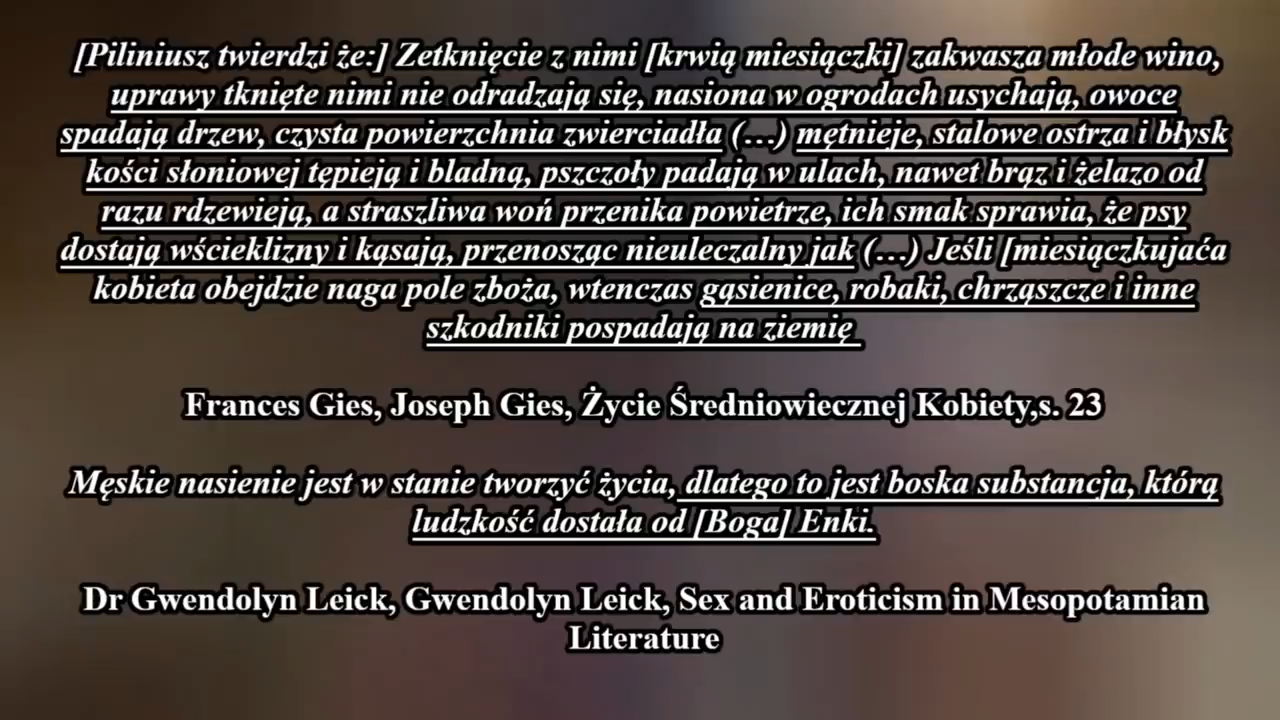 [Piliniusz twierdzi że:] Zetknięcie z nimi [krwią miesiączki] zakwasza młode wino,
uprawy tknięte nimi nie odradzają się, nasiona w ogrodach usychają, owoce
spadają drzew, czysta powierzchnia zwierciadła (…) mętnieje, stalowe ostrza i błysk
kości słoniowej tępieją i bladną, pszczoły padają w ulach, nawet brąz i żelazo od
razu rdzewieją, a straszliwa woń przenika powietrze, ich smak sprawia, że psy
dostają wścieklizny i kąsają, przenosząc nieuleczalny jak (…) Jeśli [miesiączkujaća
kobieta obejdzie naga pole zboża, wtenczas gąsienice, robaki, chrząszcze i inne
szkodniki pospadają na ziemię
Frances Gies, Joseph Gies, Życie Średniowiecznej Kobiety,s. 23
Męskie nasienie jest w stanie tworzyć życia, dlatego to jest boska substancja, którą
ludzkość dostała od [Boga] Enki.
Dr Gwendolyn Leick, Gwendolyn Leick, Sex and Eroticism in Mesopotamian
Literature